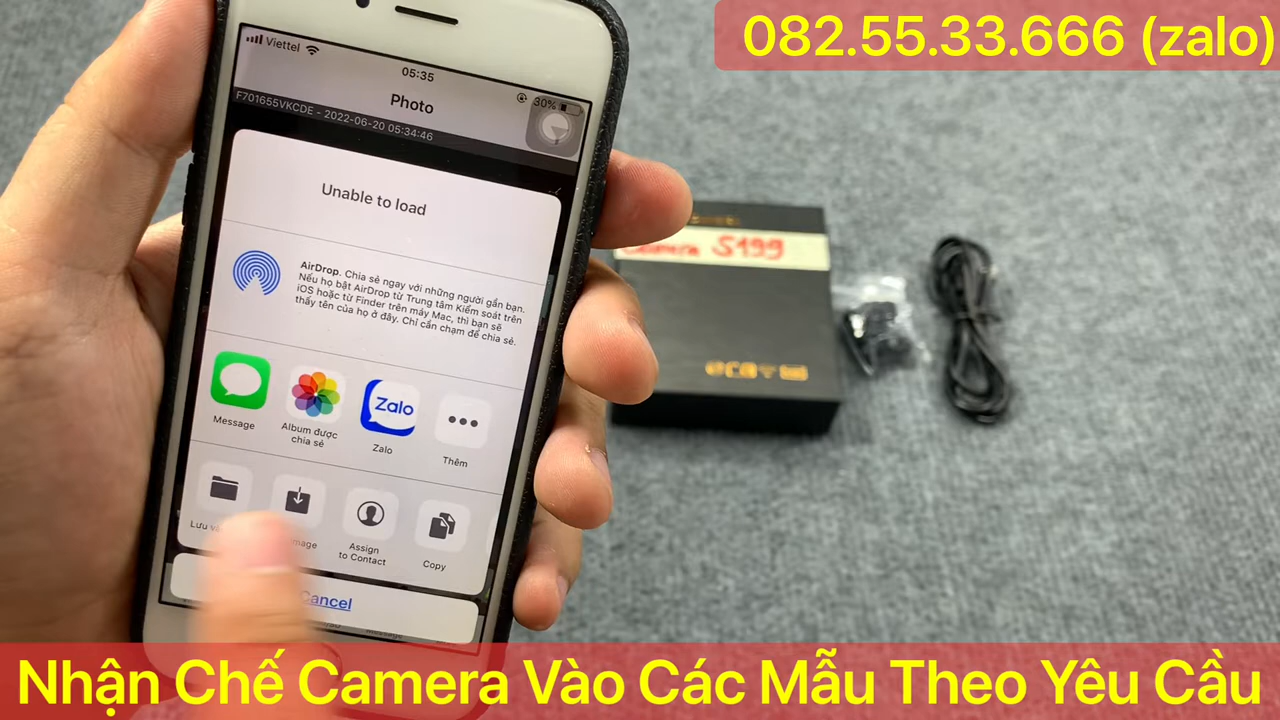 082.55.33.666 (zalo)
Viettel
05:35
30%
Photo
F701655VKCDE - 2022-06-20 05:34:46
Unable to load
AirDrop. Chia sẻ ngay với những người gần bạn.
Nếu họ bật AirDrop từ Trung tâm Kiểm soát trên
iOS hoặc từ Finder trên máy Mac, thì bạn sẽ
thấy tên của họ ở đây. Chỉ cần chạm để chia sẻ.
Zalo
Message
Album được
chia sẻ
Zalo
Thêm
Lưu
Assign
to Contact
Copy
Cancel
Camera S199
Nhận Chế Camera Vào Các Mẫu Theo Yêu Cầu